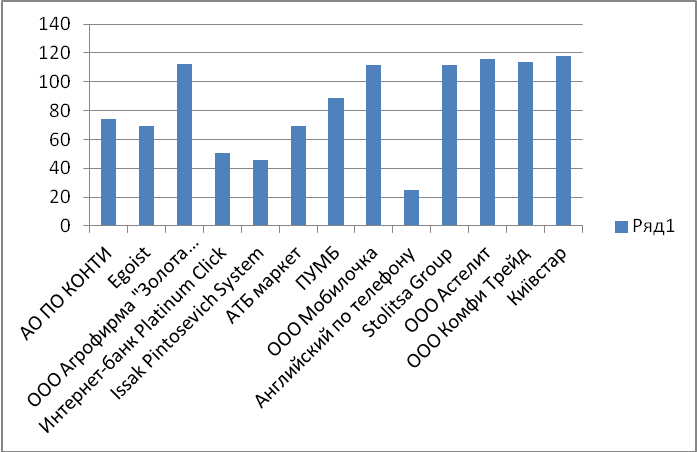 140
120
100
80
60
40
20
0
АО ПО КОНТИ
Egoist
ООО Агрофирма "Золота...
Интернет-банк Platinum Click
Issak Pintosevich System
АТБ маркет
ПУМБ
ООО Мобилочка
Английский по телефону
Stolitsa Group
ООО Астелит
ООО Комфи Трейд
Київстар
Ряд1